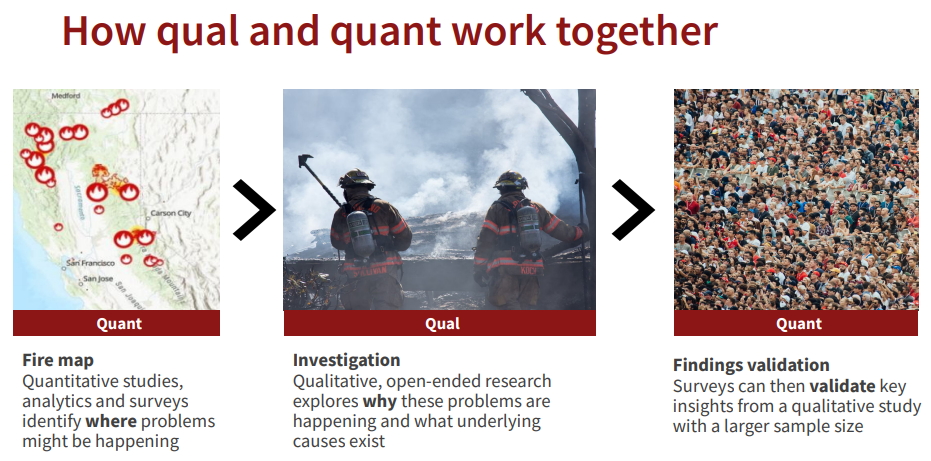 How qual and quant work together
Medford
Sacramento
Carson City
San Francisco
San Jose
Quant
Qual
Quant
Fire map
Quantitative studies,
analytics and surveys
identify where problems
might be happening
Investigation
Qualitative, open-ended research
explores why these problems are
happening and what underlying
causes exist
Findings validation
Surveys can then validate key
insights from a qualitative study
with a larger sample size